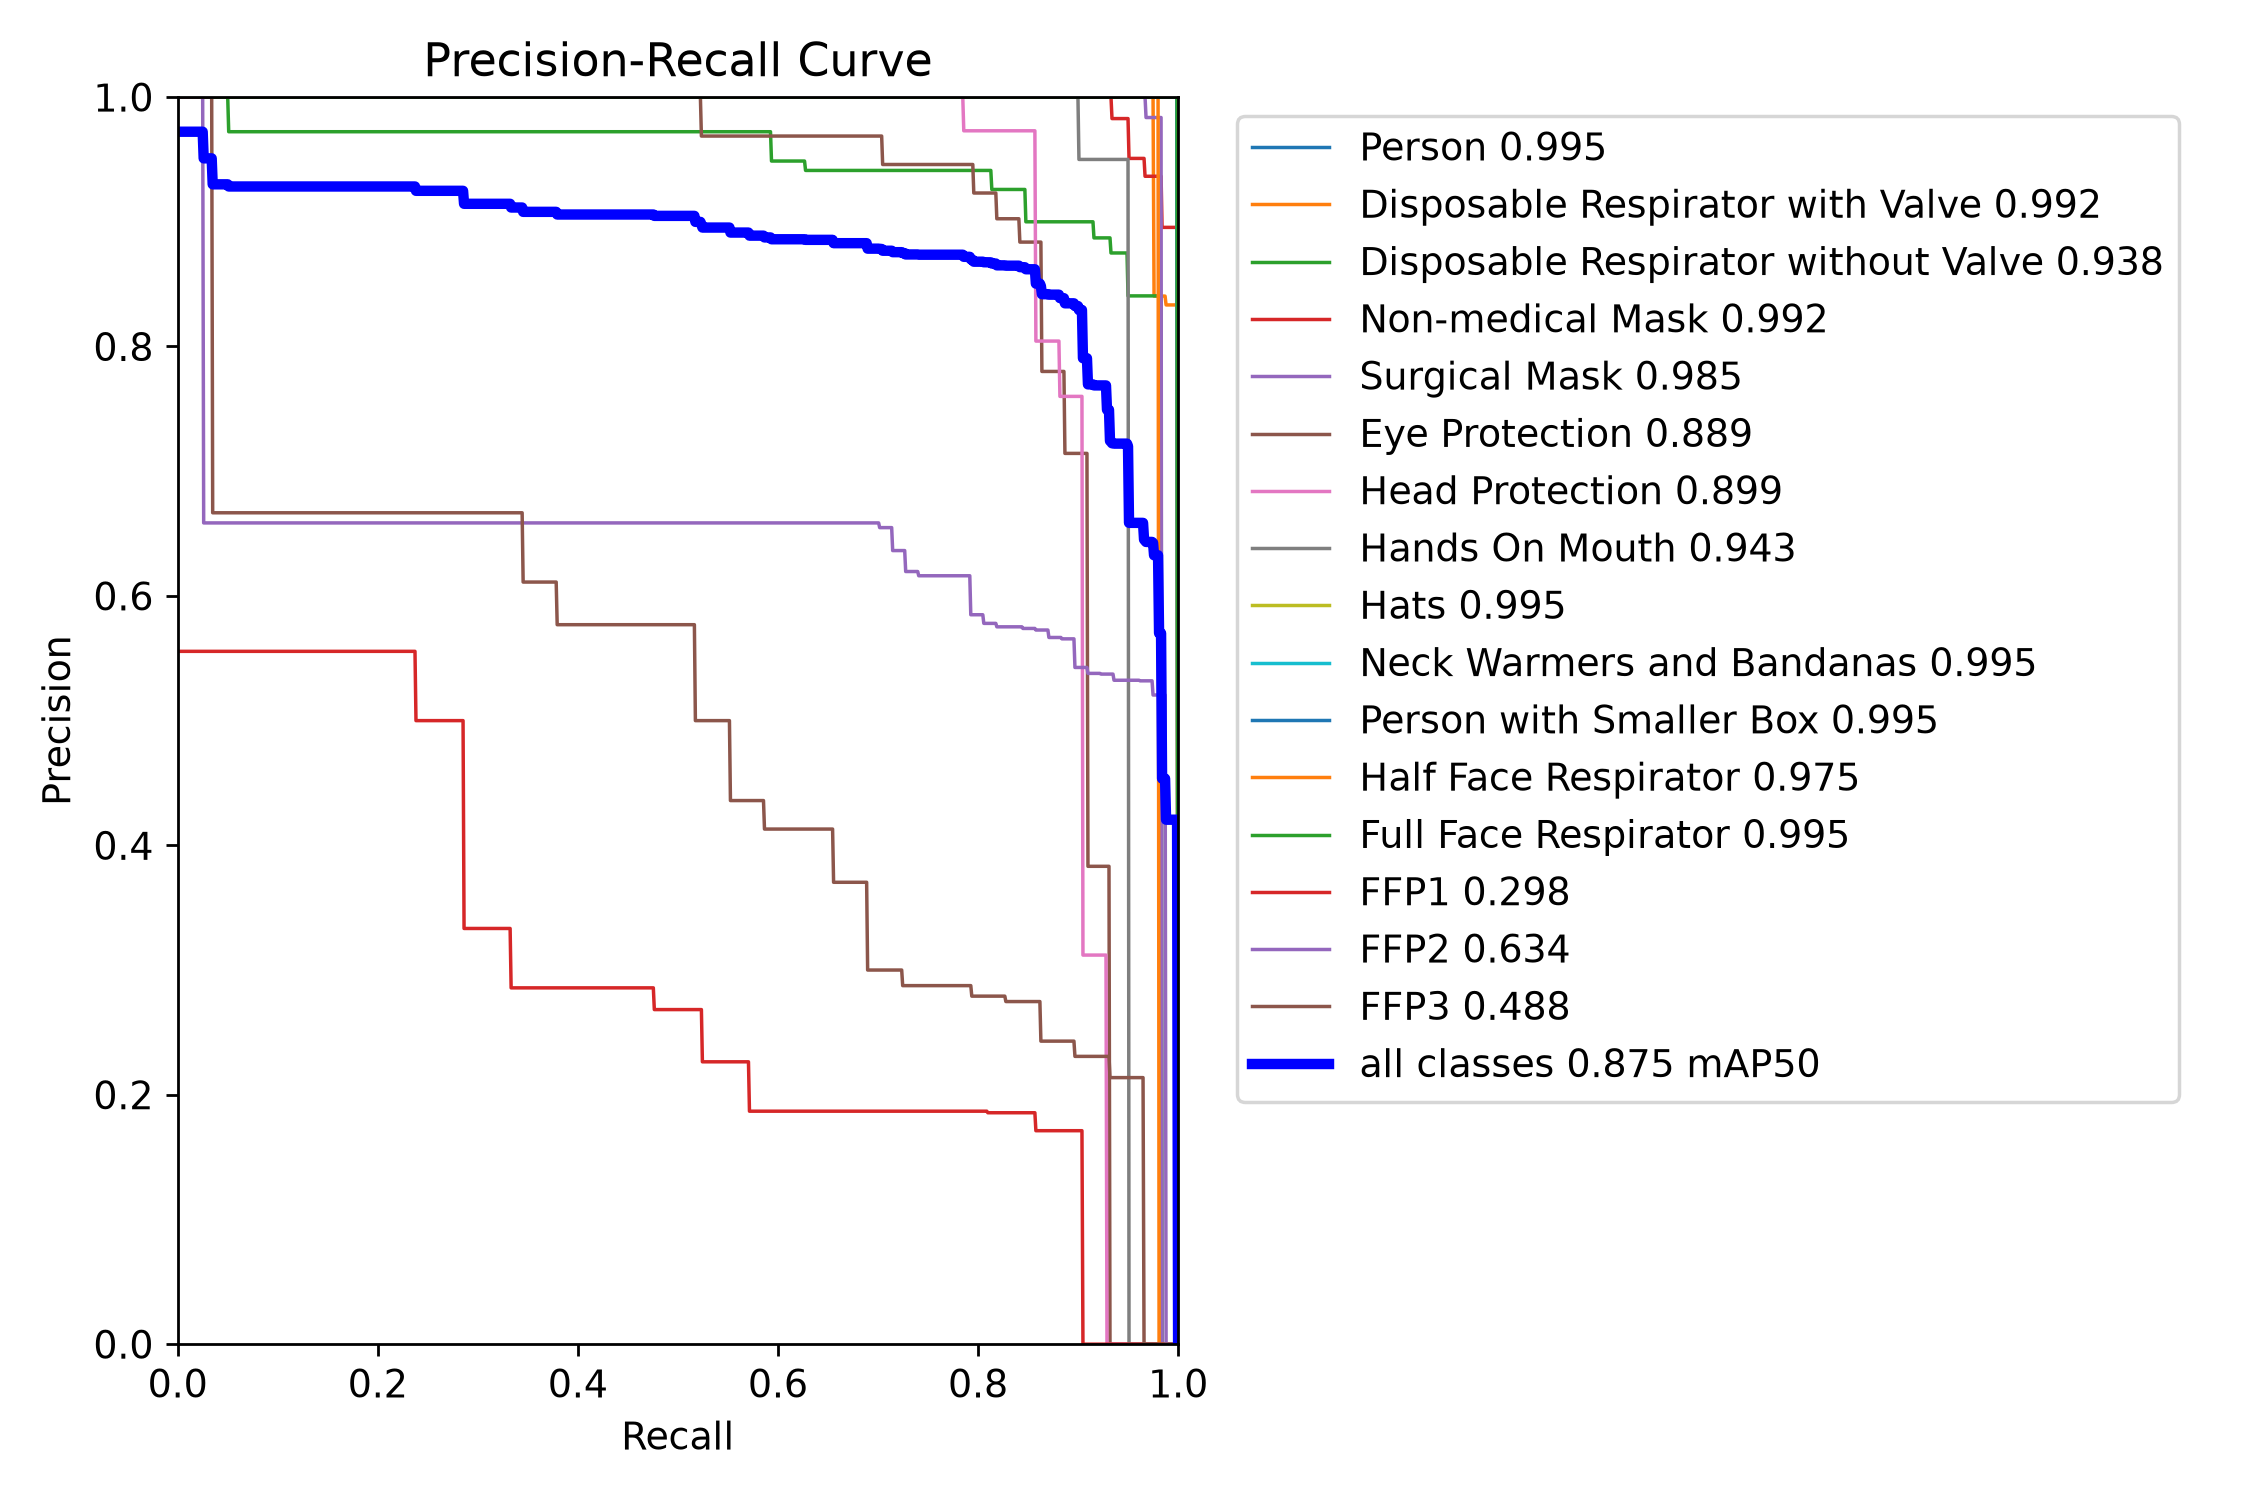 Precision-Recall Curve
1.0
0.8
0.6
0.4
0.2
0.0
Precision
0.0 0.2 0.4 0.6 0.8 1.0
Recall
Person 0.995
Disposable Respirator with Valve 0.992
Disposable Respirator without Valve 0.938
Non-medical Mask 0.992
Surgical Mask 0.985
Eye Protection 0.889
Head Protection 0.899
Hands On Mouth 0.943
Hats 0.995
Neck Warmers and Bandanas 0.995
Person with Smaller Box 0.995
Half Face Respirator 0.975
Full Face Respirator 0.995
FFP1 0.298
FFP2 0.634
FFP3 0.488
all classes 0.875 mAP50